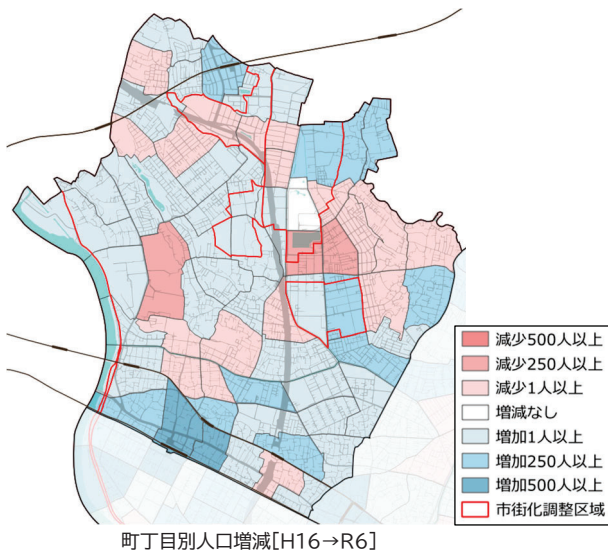 減少500人以上
減少250人以上
減少1人以上
増減なし
増加1人以上
増加250人以上
増加500人以上
市街化調整区域
町丁目別人口増減[H16→R6]